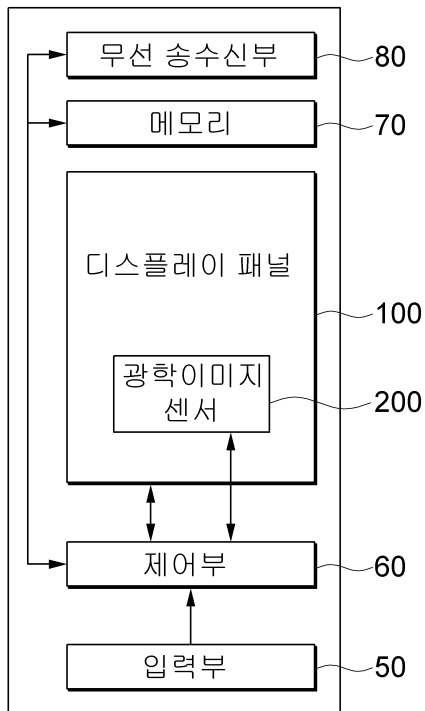 무선 송수신부
80
메모리
70
디스플레이 패널
100
광학이미지
센서
200
제어부
60
입력부
50